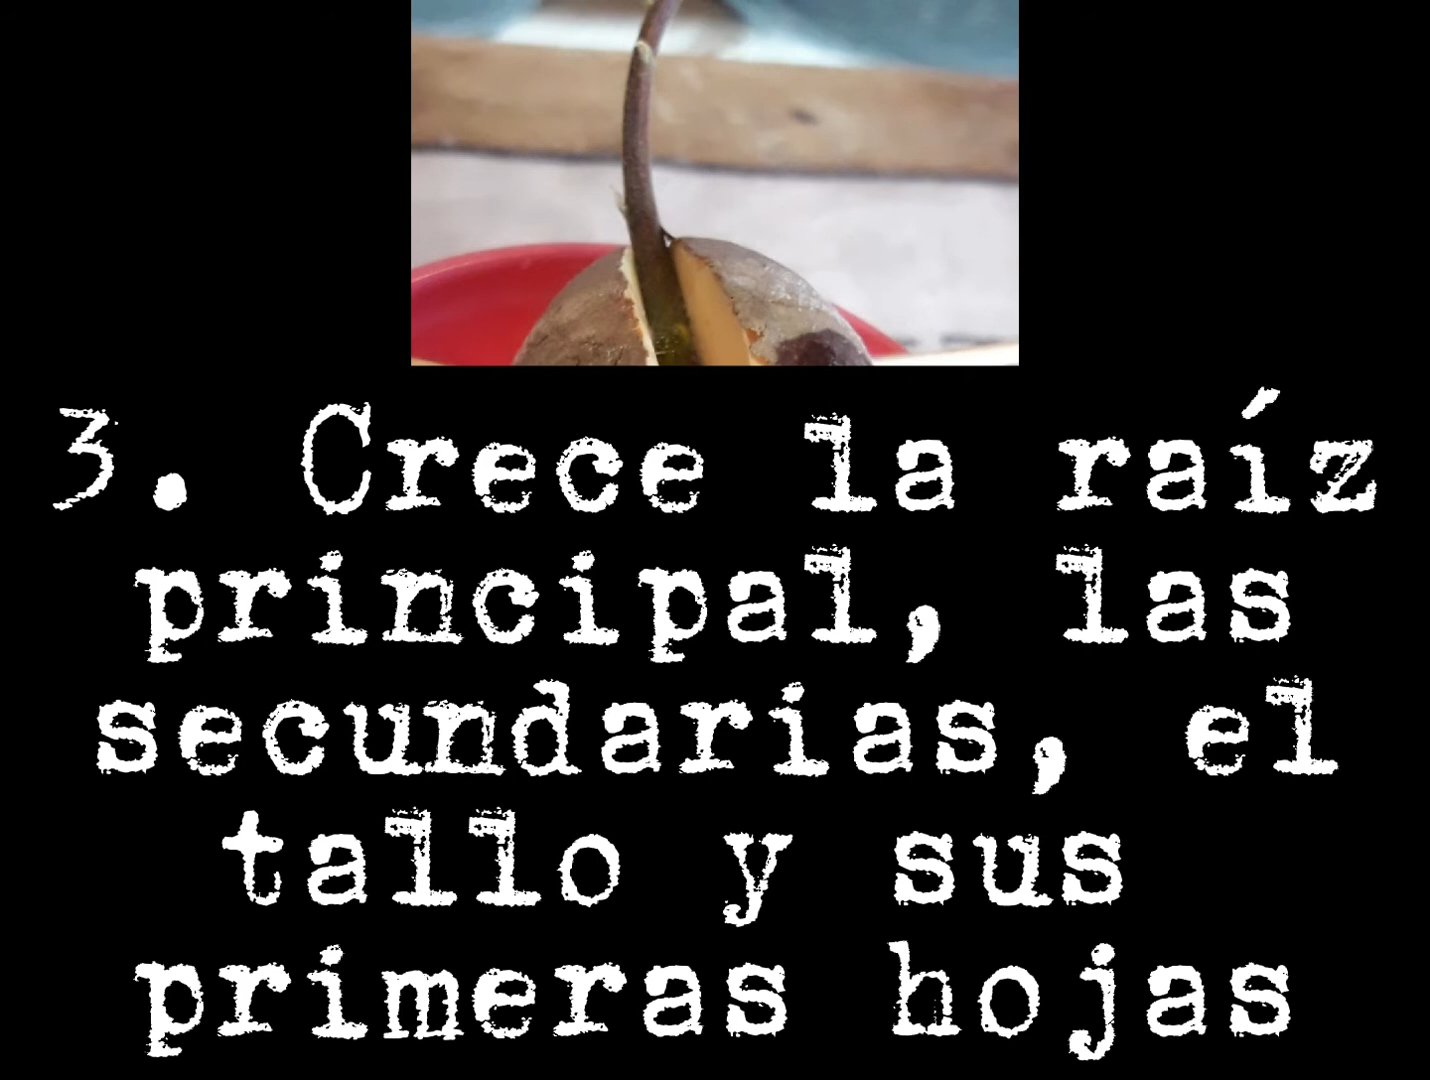 3. Crece la raíz
principal, las
secundarias, el
tallo y sus
primeras hojas